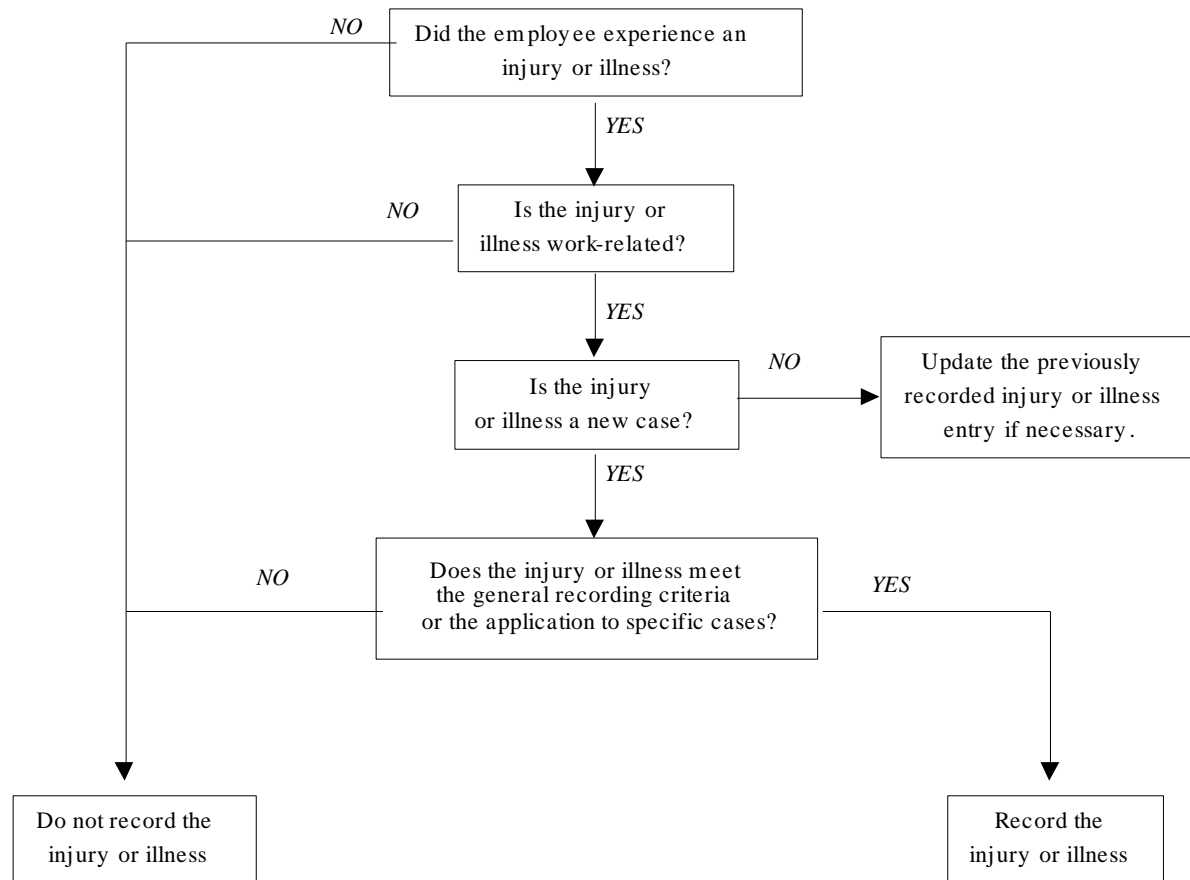 NO
Did the employee experience an
injury or illness?
YES
NO
Is the injury or
illness work-related?
YES
Is the injury
or illness a new case?
NO
Update the previously
recorded injury or illness
entry if necessary.
YES
NO
Does the injury or illness meet
the general recording criteria
or the application to specific cases?
YES
Do not record the
injury or illness
Record the
injury or illness